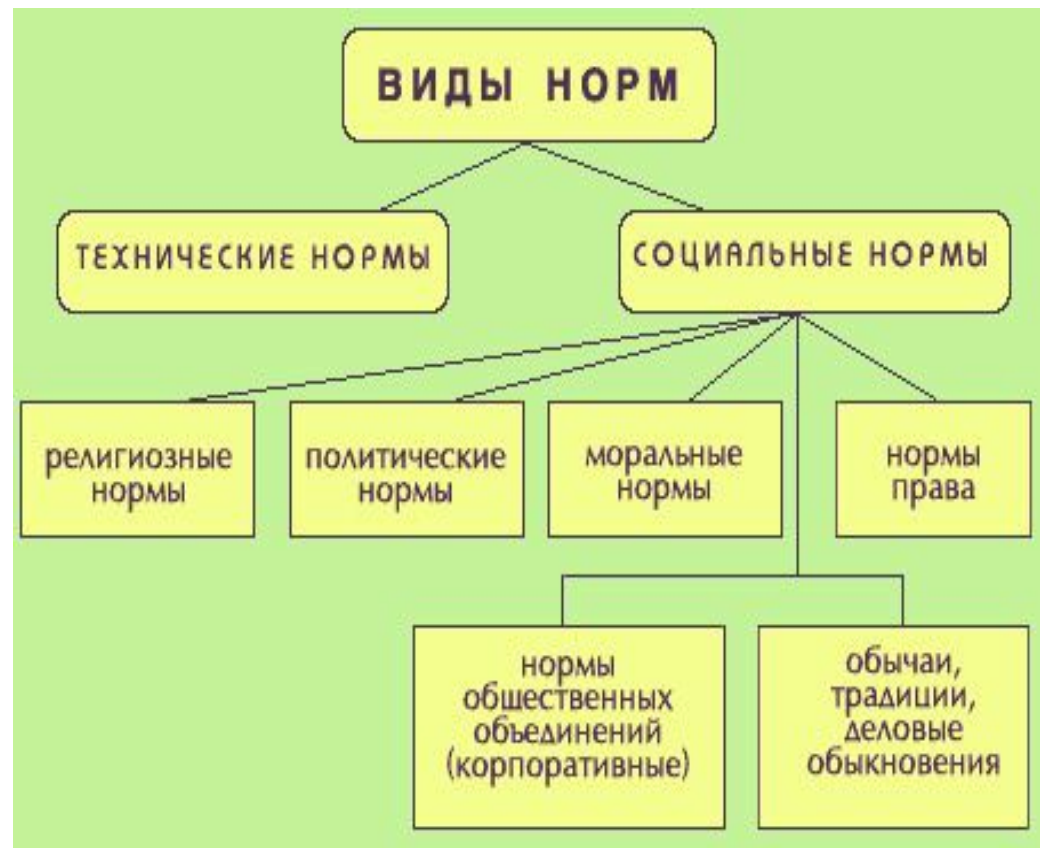 ВИДЫ НОРМ
ТЕХНИЧЕСКИЕ НОРМЫ
СОЦИАЛЬНЫЕ НОРМЫ
религиозные
нормы
политические
нормы
моральные
нормы
нормы
права
нормы
общественных
объединений
(корпоративные)
обычаи,
традиции,
деловые
обыкновения